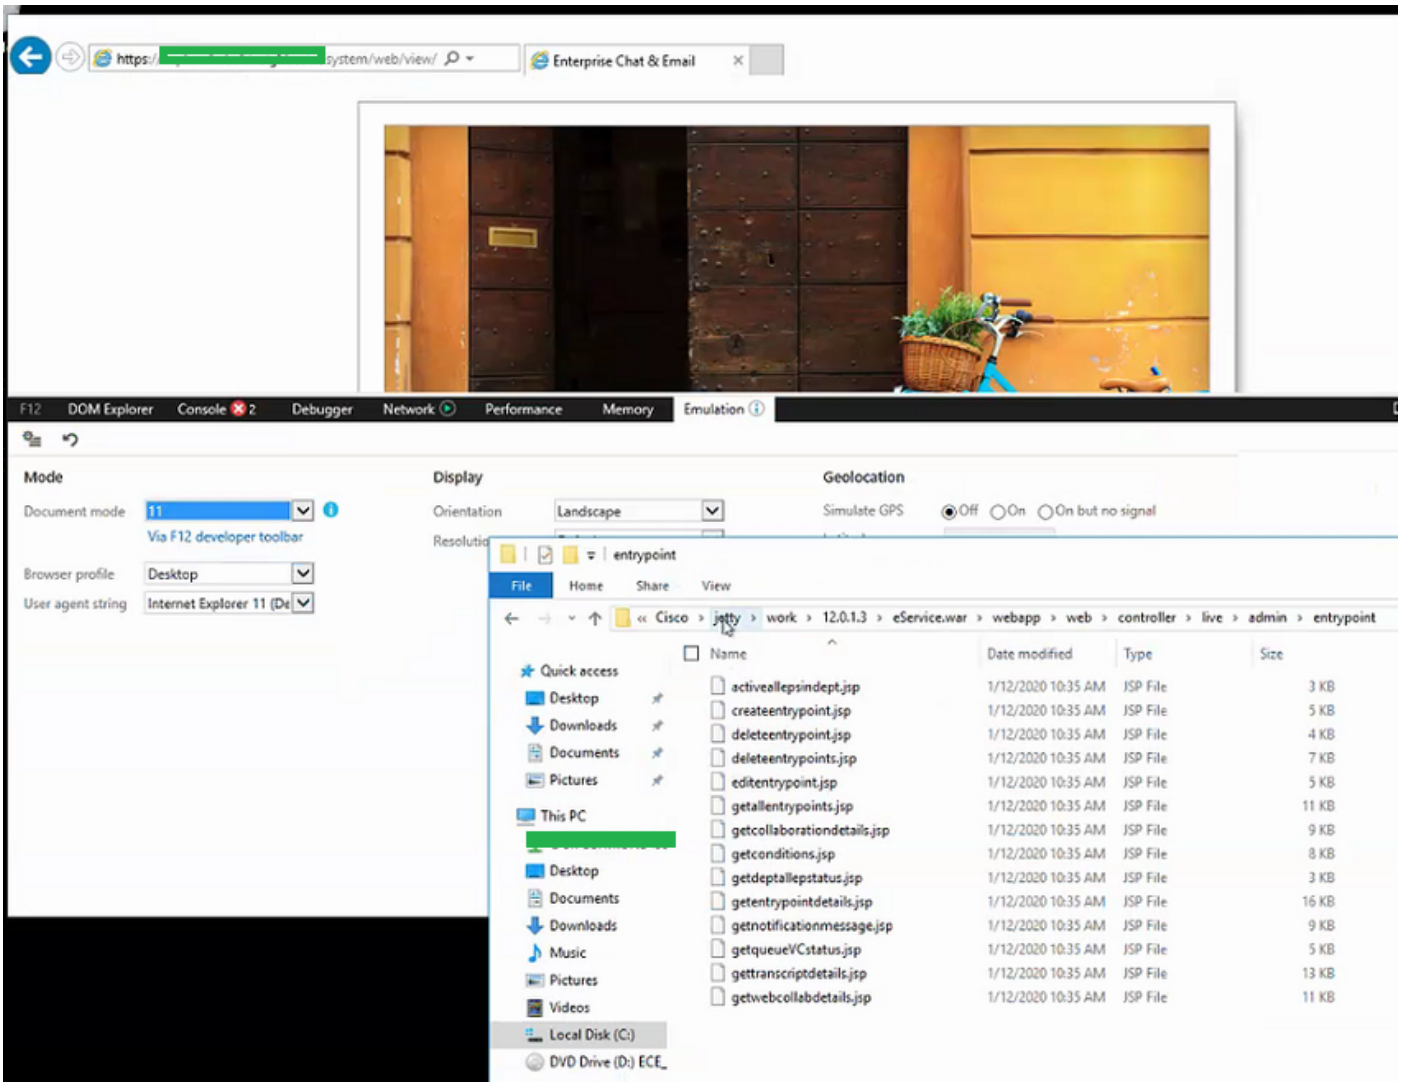 https:/ system/web/view/ Enterprise Chat & Email
F12 DOM Explorer Console 2 Debugger Network Performance Memory Emulation
Mode Display Geolocation
Document mode 11 Orientation Landscape Simulate GPS Off On On but no signal
Via F12 developer toolbar
Browser profile Desktop
User agent string Internet Explorer 11 (De
entrypoint
File Home Share View
« Cisco > jetty > work > 12.0.1.3 > eService.war > webapp > web > controller > live > admin > entrypoint
Name Date modified Type Size
Quick access
Desktop
Downloads
Documents
Pictures
This PC
Desktop
Documents
Downloads
Music
Pictures
Videos
Local Disk (C:)
DVD Drive (D:) ECE_
activeallepsindept.jsp 1/12/2020 10:35 AM JSP File 3 KB
createentrypoint.jsp 1/12/2020 10:35 AM JSP File 5 KB
deleteentrypoint.jsp 1/12/2020 10:35 AM JSP File 4 KB
deleteentrypoints.jsp 1/12/2020 10:35 AM JSP File 7 KB
editentrypoint.jsp 1/12/2020 10:35 AM JSP File 5 KB
getallentrypoints.jsp 1/12/2020 10:35 AM JSP File 11 KB
getcollaborationdetails.jsp 1/12/2020 10:35 AM JSP File 9 KB
getconditions.jsp 1/12/2020 10:35 AM JSP File 8 KB
getdeptallepstatus.jsp 1/12/2020 10:35 AM JSP File 3 KB
getentrypointdetails.jsp 1/12/2020 10:35 AM JSP File 16 KB
getnotificationmessage.jsp 1/12/2020 10:35 AM JSP File 9 KB
getqueueVCstatus.jsp 1/12/2020 10:35 AM JSP File 5 KB
gettranscriptdetails.jsp 1/12/2020 10:35 AM JSP File 13 KB
getwebcollabdetails.jsp 1/12/2020 10:35 AM JSP File 11 KB